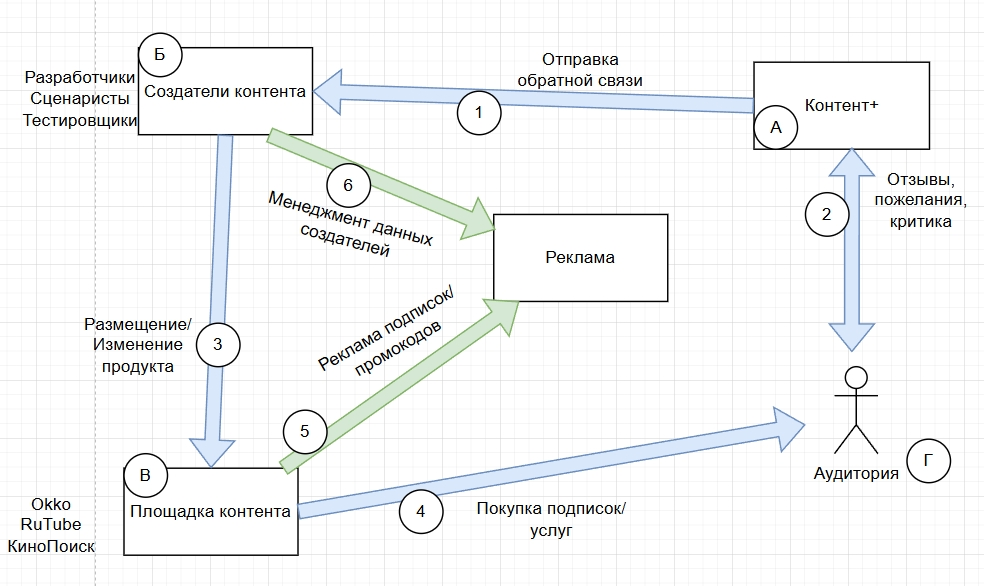 Б
Разработчики
Сценаристы
Тестировщики
Создатели контента
Отправка
обратной связи
1
Контент+
А
6
Менеджмент данных
создателей
Реклама
2
Отзывы,
пожелания,
критика
Размещение/
Изменение
продукта
3
Реклама подписок/
промокодов
5
В
Площадка контента
Okko
RuTube
КиноПоиск
4
Покупка подписок/
услуг
Аудитория
Г